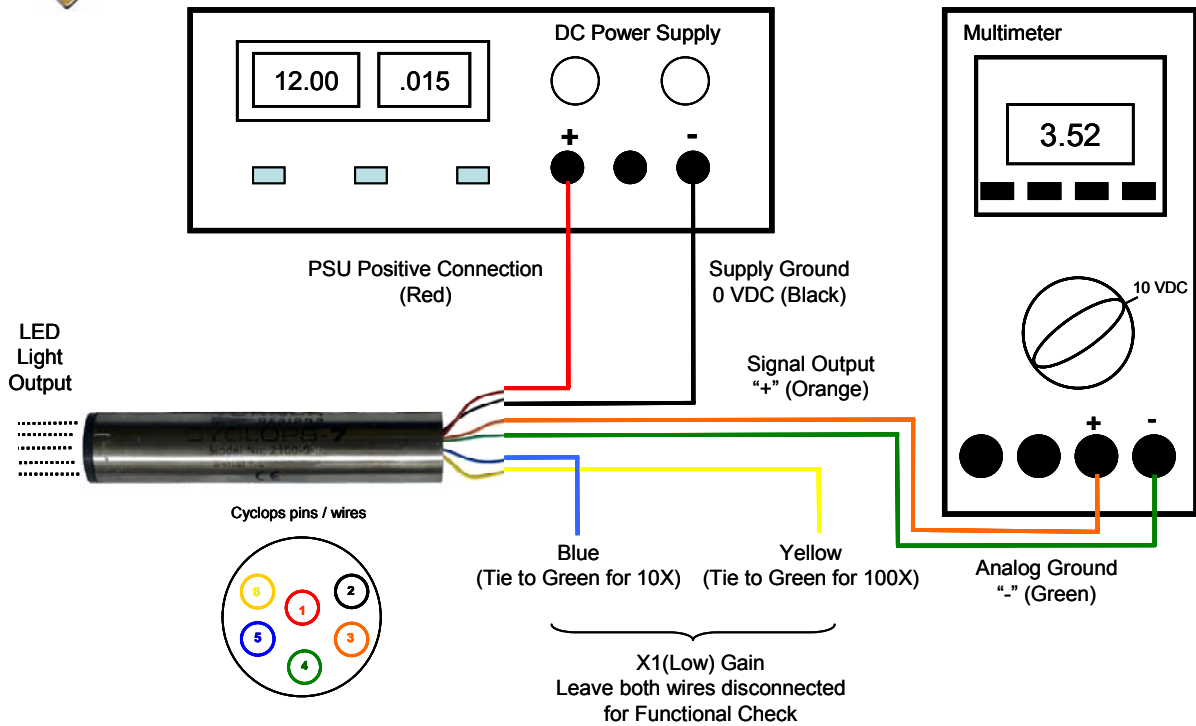 DC Power Supply
12.00
.015
+
-
Multimeter
3.52
10 VDC
+
-
PSU Positive Connection
(Red)
Supply Ground
0 VDC (Black)
LED
Light
Output
Signal Output
“+” (Orange)
CYCLOPS-7
Cyclops pins / wires
6
1
2
5
3
4
Blue
(Tie to Green for 10X)
Yellow
(Tie to Green for 100X)
Analog Ground
“-” (Green)
X1(Low) Gain
Leave both wires disconnected
for Functional Check